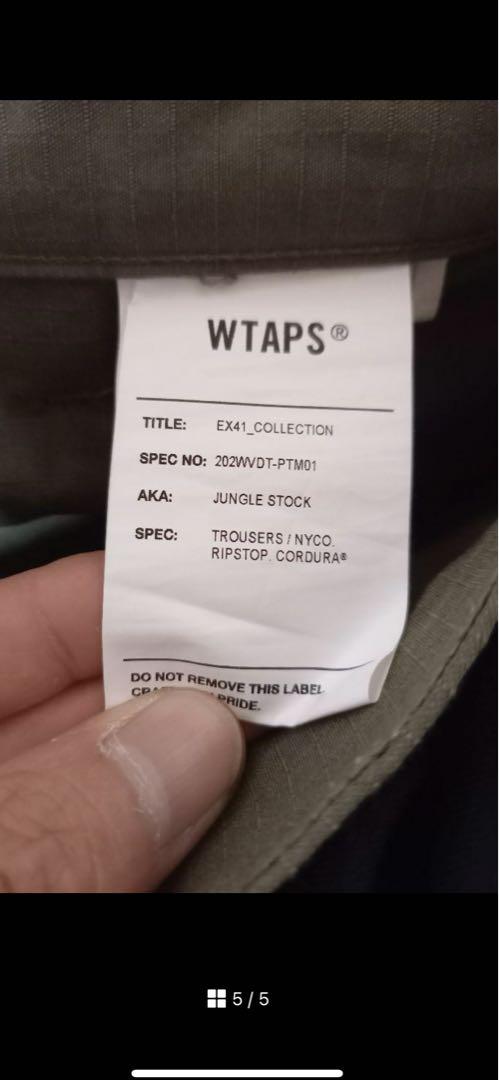 WTAPS®
TITLE: EX41_COLLECTION
SPEC NO: 202WVDT-PTM01
AKA: JUNGLE STOCK
SPEC: TROUSERS / NYCO.
RIPSTOP. CORDURA®
DO NOT REMOVE THIS LABEL
PRIDE.
5 / 5